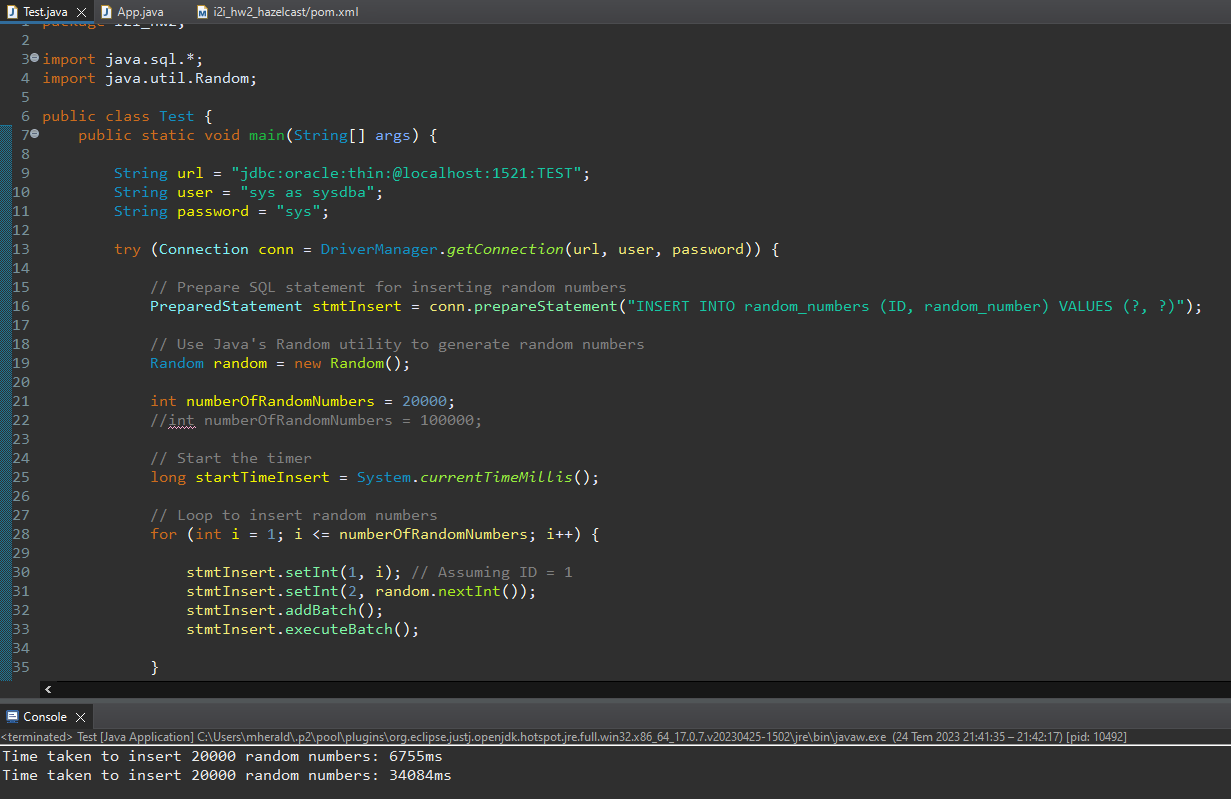 Test.java
App.java
i2i_hw2_hazelcast/pom.xml
1 package i2i_hw2;
2
3 import java.sql.*;
4 import java.util.Random;
5
6 public class Test {
7     public static void main(String[] args) {
8
9         String url = "jdbc:oracle:thin:@localhost:1521:TEST";
10         String user = "sys as sysdba";
11         String password = "sys";
12
13         try (Connection conn = DriverManager.getConnection(url, user, password)) {
14
15             // Prepare SQL statement for inserting random numbers
16             PreparedStatement stmtInsert = conn.prepareStatement("INSERT INTO random_numbers (ID, random_number) VALUES (?, ?)");
17
18             // Use Java's Random utility to generate random numbers
19             Random random = new Random();
20
21             int numberOfRandomNumbers = 20000;
22             //int numberOfRandomNumbers = 100000;
23
24             // Start the timer
25             long startTimeInsert = System.currentTimeMillis();
26
27             // Loop to insert random numbers
28             for (int i = 1; i <= numberOfRandomNumbers; i++) {
29
30                 stmtInsert.setInt(1, i); // Assuming ID = 1
31                 stmtInsert.setInt(2, random.nextInt());
32                 stmtInsert.addBatch();
33                 stmtInsert.executeBatch();
34
35             }
Console
<terminated> Test [Java Application] C:\Users\mherald\.p2\pool\plugins\org.eclipse.justj.openjdk.hotspot.jre.full.win32.x86_64_17.0.7.v20230425-1502\jre\bin\javaw.exe (24 Tem 2023 21:41:35 – 21:42:17) [pid: 10492]
Time taken to insert 20000 random numbers: 6755ms
Time taken to insert 20000 random numbers: 34084ms